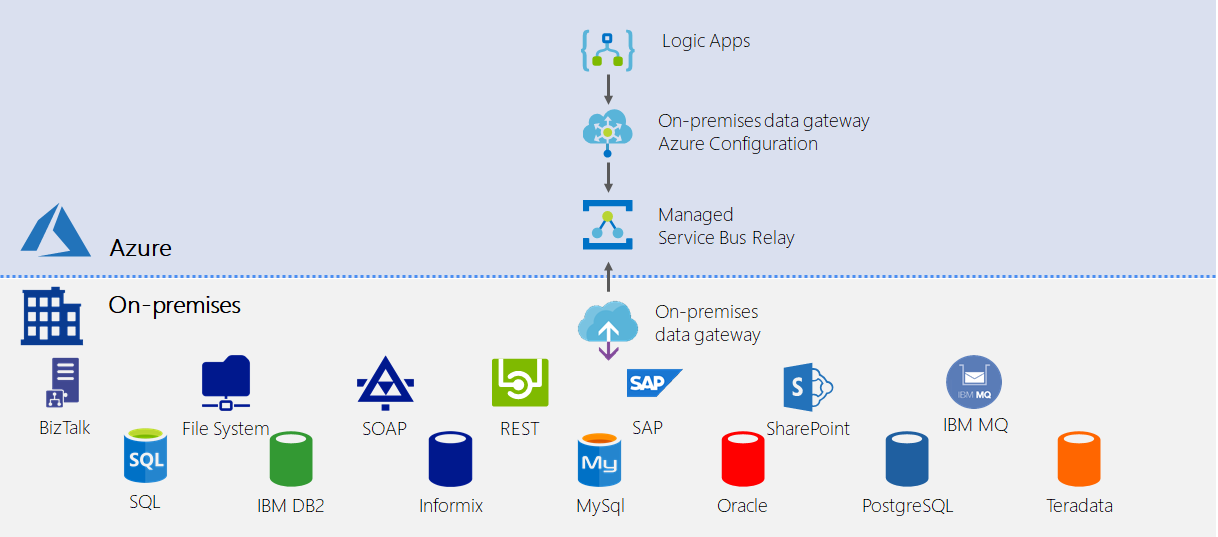 Logic Apps
On-premises data gateway
Azure Configuration
Managed
Service Bus Relay
Azure
On-premises
On-premises
data gateway
SAP
IBM MQ
BizTalk
File System
SOAP
REST
SAP
SharePoint
IBM MQ
S
SQL
My
SQL
IBM DB2
Informix
MySql
Oracle
PostgreSQL
Teradata